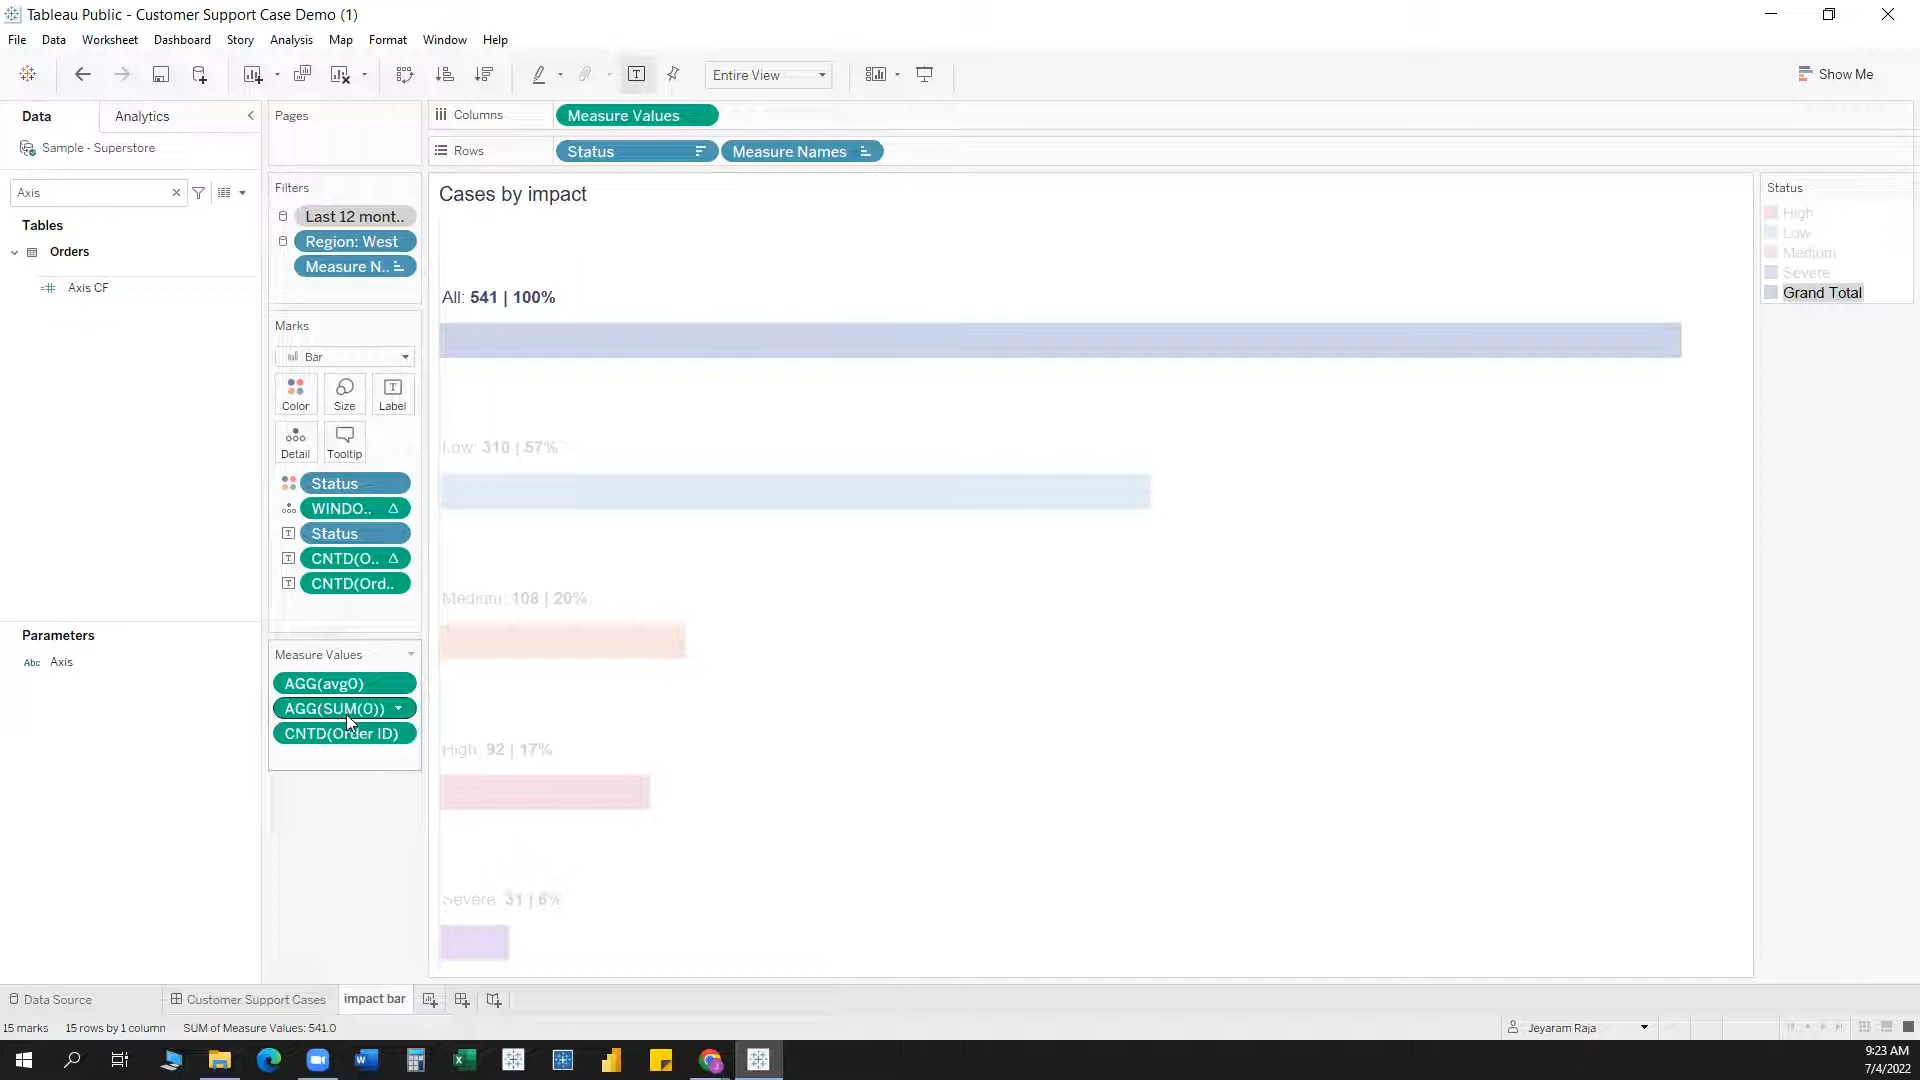 Tableau Public - Customer Support Case Demo (1)
File Data Worksheet Dashboard Story Analysis Map Format Window Help
Entire View
Show Me
Data Analytics
Sample - Superstore
Axis
Tables
Orders
Axis CF
Parameters
Abc Axis
Pages
Filters
Last 12 mont..
Region: West
Measure N..
Marks
Bar
Color Size Label
Detail Tooltip
Status
WINDO..
Status
CNTD(O..
CNTD(Ord..
Measure Values
AGG(avg0)
AGG(SUM(0))
CNTD(Order ID)
Columns Measure Values
Rows Status Measure Names
Cases by impact
All: 541 | 100%
Low: 310 | 57%
Medium: 108 | 20%
High: 92 | 17%
Severe: 31 | 6%
Status
High
Low
Medium
Severe
Grand Total
Data Source Customer Support Cases impact bar
15 marks 15 rows by 1 column SUM of Measure Values: 541.0
Jeyaram Raja
9:23 AM
7/4/2022